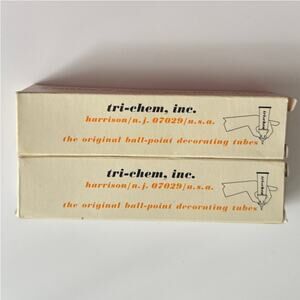 tri-chem, inc.
harrison/n.j. 07029/u.s.a.
the original ball-point decorating tubes
tri-chem, inc.
harrison/n.j. 07029/u.s.a.
the original ball-point decorating tubes